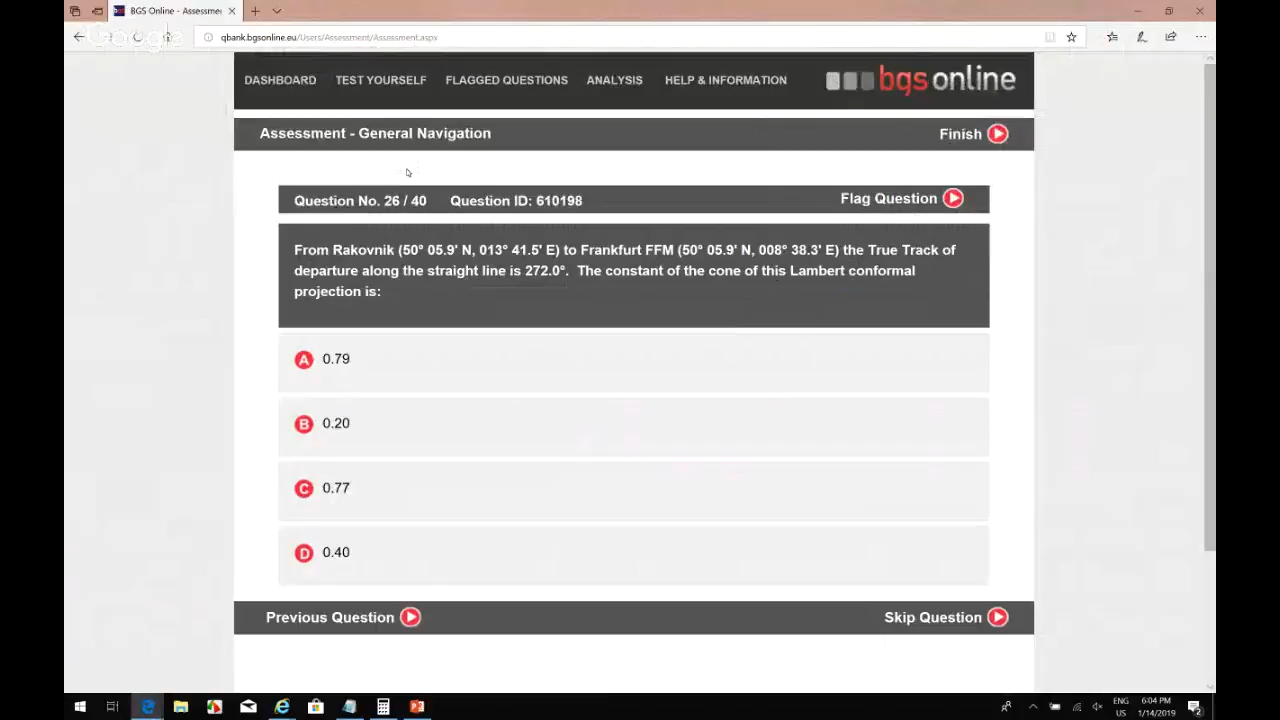 BGS Online - Assessmer
Google
qbank.bgsonline.eu/Users/Assessment/Assessment.aspx
DASHBOARD TEST YOURSELF FLAGGED QUESTIONS ANALYSIS HELP & INFORMATION bgs online
Assessment - General Navigation Finish
Question No. 26 / 40 Question ID: 610198 Flag Question
From Rakovnik (50° 05.9' N, 013° 41.5' E) to Frankfurt FFM (50° 05.9' N, 008° 38.3' E) the True Track of
departure along the straight line is 272.0°. The constant of the cone of this Lambert conformal
projection is:
A 0.79
B 0.20
C 0.77
D 0.40
Previous Question Skip Question
ENG 6:04 PM
US 1/14/2019 2